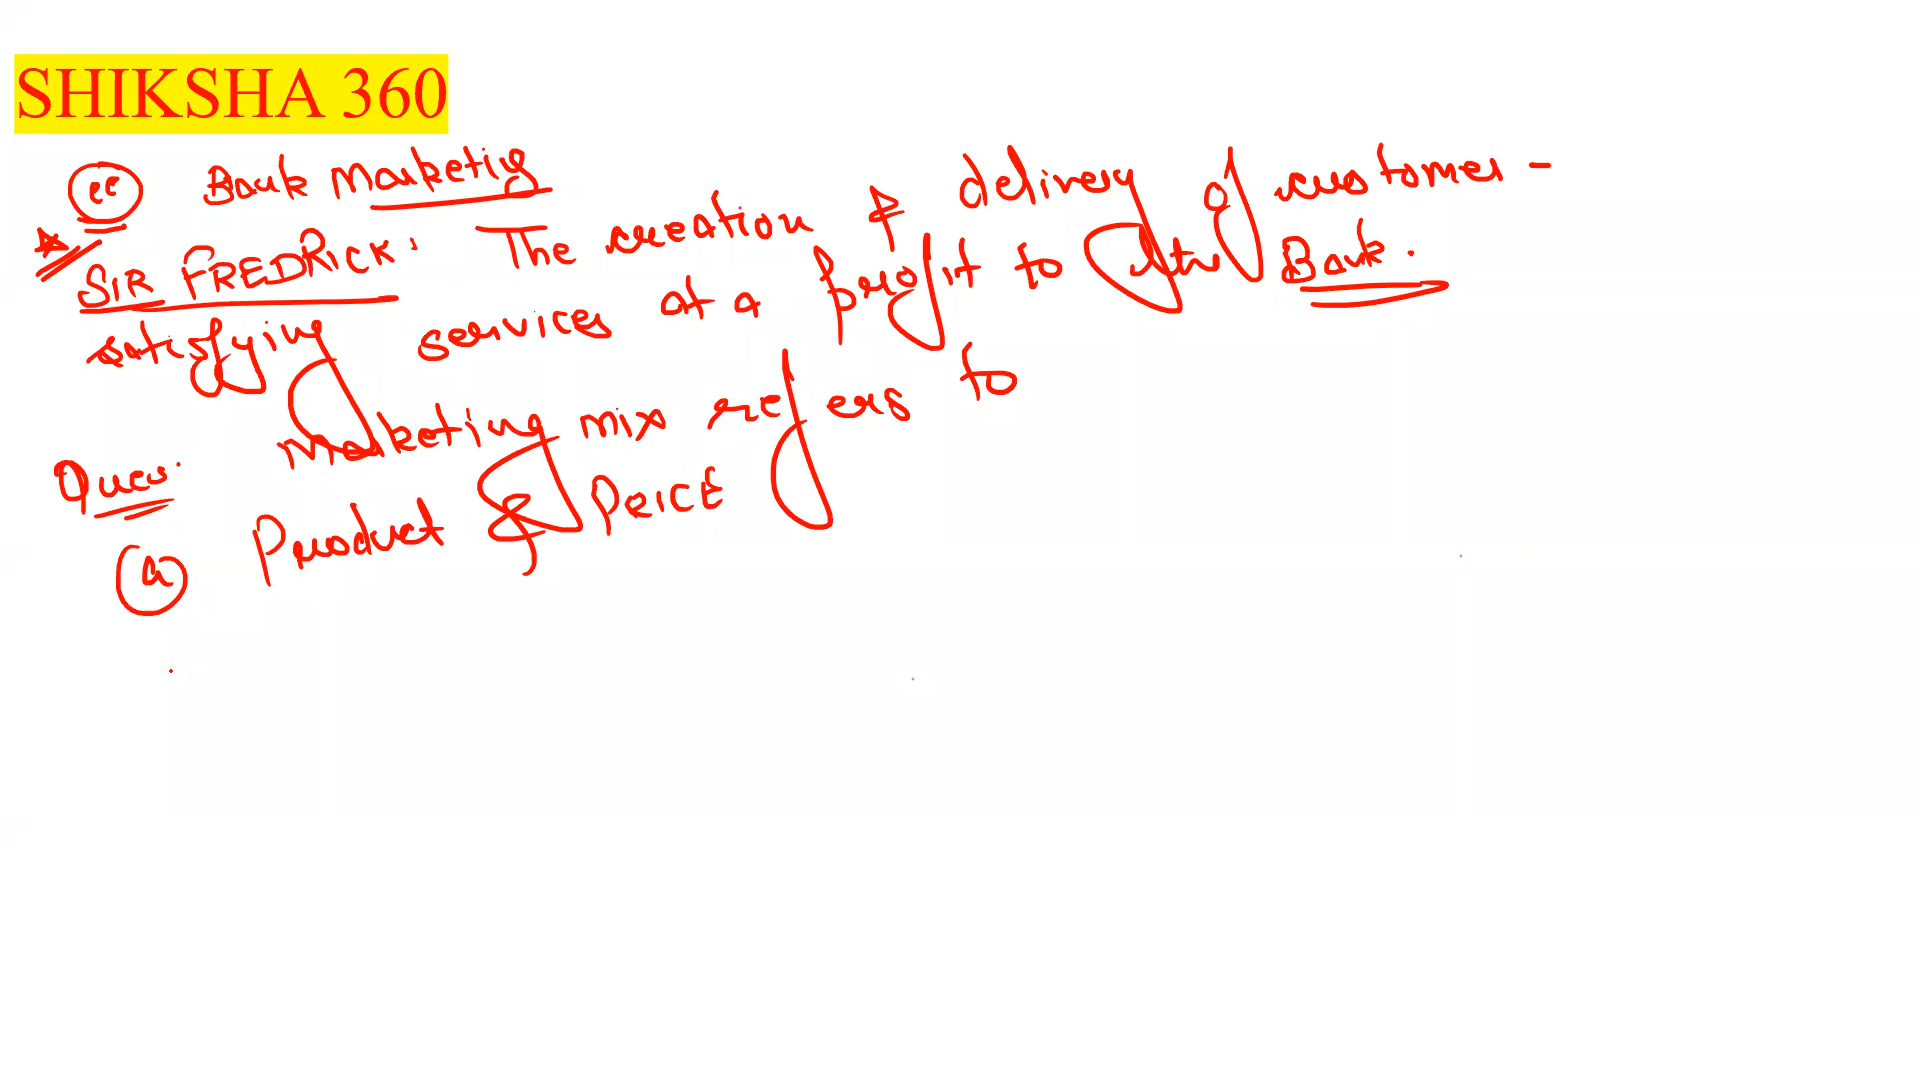 SHIKSHA 360
Bank Marketig
SIR FREDRICK: The creation & delivery of customer -
satisfying services at a profit to the Bank.
Ques. Marketing mix refers to
(a) Product & PRICE